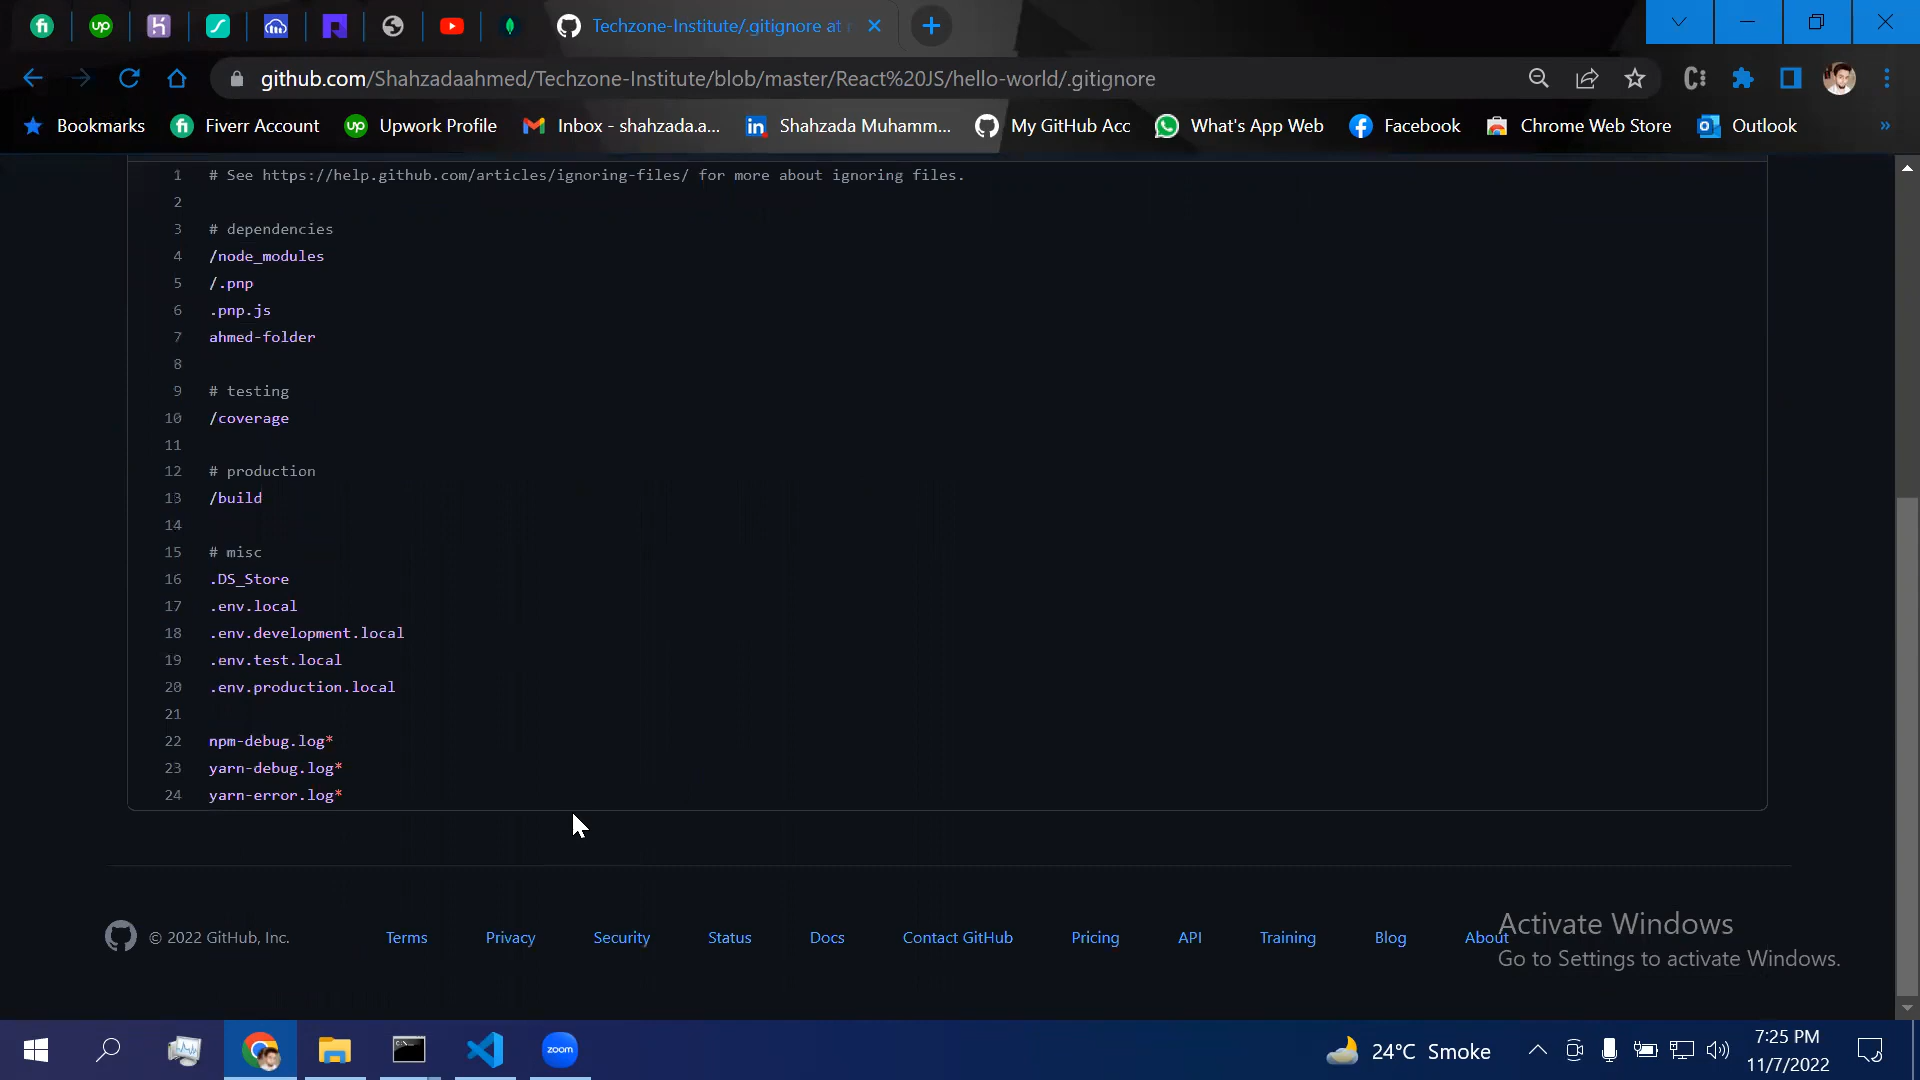 Techzone-Institute/.gitignore at
github.com/Shahzadaahmed/Techzone-Institute/blob/master/React%20JS/hello-world/.gitignore
Bookmarks
Fiverr Account
Upwork Profile
Inbox - shahzada.a...
Shahzada Muhamm...
My GitHub Acc
What's App Web
Facebook
Chrome Web Store
Outlook
»
1 # See https://help.github.com/articles/ignoring-files/ for more about ignoring files.
2
3 # dependencies
4 /node_modules
5 /.pnp
6 .pnp.js
7 ahmed-folder
8
9 # testing
10 /coverage
11
12 # production
13 /build
14
15 # misc
16 .DS_Store
17 .env.local
18 .env.development.local
19 .env.test.local
20 .env.production.local
21
22 npm-debug.log*
23 yarn-debug.log*
24 yarn-error.log*
© 2022 GitHub, Inc.
Terms
Privacy
Security
Status
Docs
Contact GitHub
Pricing
API
Training
Blog
About
Activate Windows
Go to Settings to activate Windows.
zoom
24°C Smoke
7:25 PM
11/7/2022